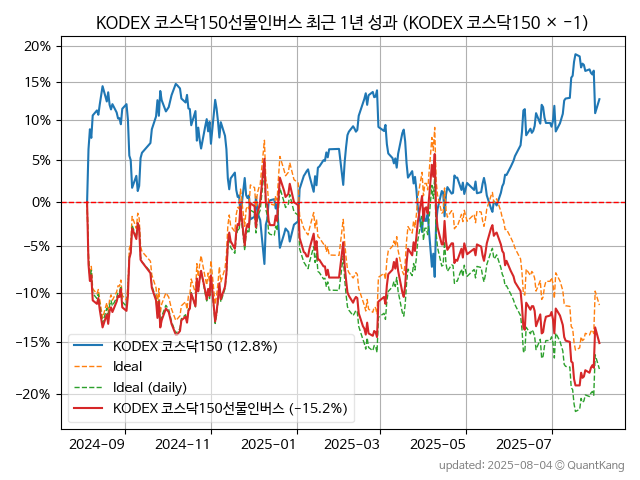 KODEX 코스닥150선물인버스 최근 1년 성과 (KODEX 코스닥150 × −1)
20%
15%
10%
5%
0%
−5%
−10%
−15%
−20%
KODEX 코스닥150 (12.8%)
Ideal
Ideal (daily)
KODEX 코스닥150선물인버스 (−15.2%)
2024-09
2024-11
2025-01
2025-03
2025-05
2025-07
updated: 2025-08-04 © QuantKang